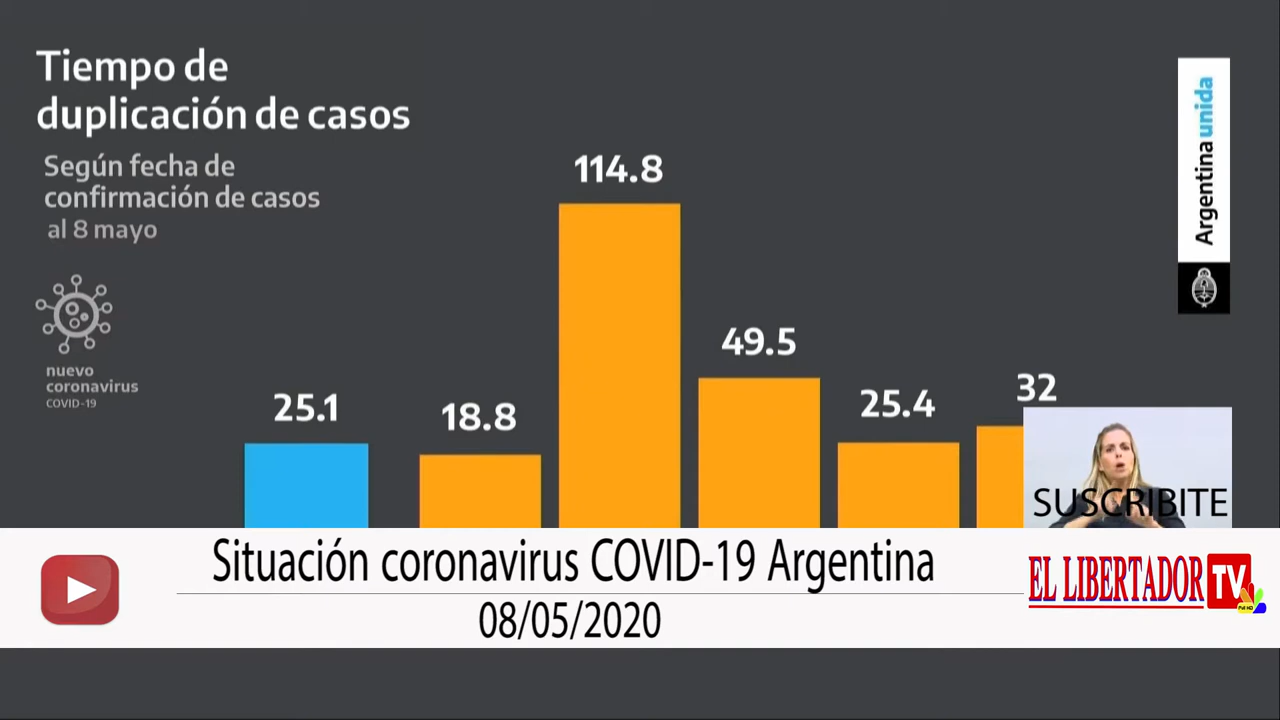 Tiempo de
duplicación de casos
Según fecha de
confirmación de casos
al 8 mayo
nuevo
coronavirus
COVID-19
25.1
18.8
114.8
49.5
25.4
32
Argentina unida
SUSCRIBITE
Situación coronavirus COVID-19 Argentina
08/05/2020
EL LIBERTADOR TV
Full HD